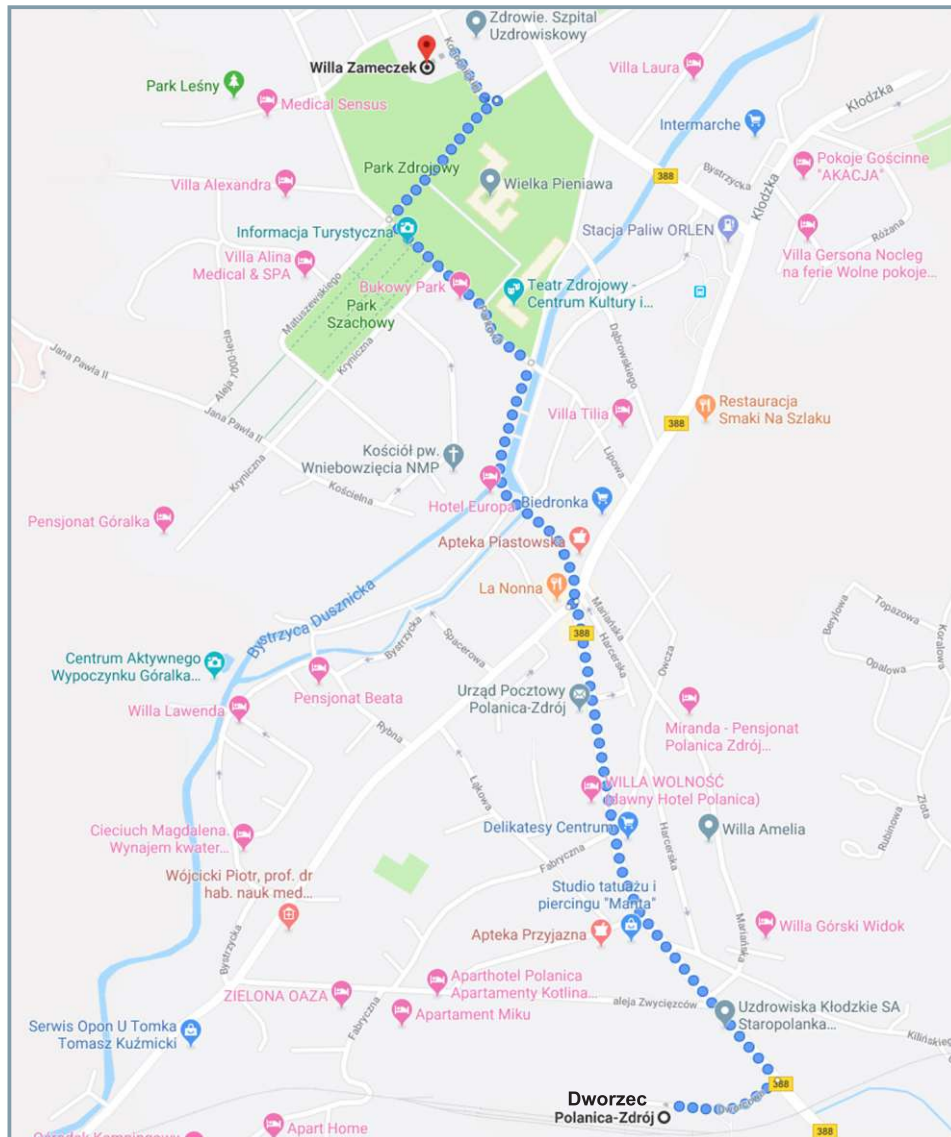 Zdrowie. Szpital
Uzdrowiskowy
Willa Zameczek
Villa Laura
Park Leśny
Medical Sensus
Kłodzka
Intermarche
Bystrzycka
Pokoje Gościnne
"AKACJA"
Park Zdrojowy
388
Kłodzka
Wielka Pieniawa
Villa Alexandra
Informacja Turystyczna
Stacja Paliw ORLEN
Różana
Villa Gersona Nocleg
na ferie Wolne pokoje...
Villa Alina
Medical & SPA
Matuszewskiego
Bukowy Park
Teatr Zdrojowy -
Centrum Kultury i...
Park
Szachowy
Kryniczna
Dąbrowskiego
Jana Pawła II
Aleja 1000-lecia
Jana Pawła II
Restauracja
Smaki Na Szlaku
Villa Tilia
388
Kościół pw.
Wniebowzięcia NMP
Lipowa
Kryniczna
Kościelna
Hotel Europa
Biedronka
Pensjonat Góralka
Apteka Piastowska
La Nonna
Bystrzyca Dusznicka
Mariańska
Harcerska
388
Bystrzycka
Spacerowa
Owcza
Berylowa
Topazowa
Koralowa
Opalowa
Centrum Aktywnego
Wypoczynku Góralka...
Pensjonat Beata
Urząd Pocztowy
Polanica-Zdrój
Willa Lawenda
Rybna
Miranda - Pensjonat
Polanica Zdrój...
Łąkowa
WILLA WOLNOŚĆ
(dawny Hotel Polanica)
Złota
Rubinowa
Delikatesy Centrum
Harcerska
Willa Amelia
Cieciuch Magdalena.
Wynajem kwater...
Fabryczna
Wójcicki Piotr, prof. dr
hab. nauk med...
Studio tatuażu i
piercingu "Manta"
Apteka Przyjazna
Willa Górski Widok
Mariańska
Bystrzycka
ZIELONA OAZA
Aparthotel Polanica
Apartamenty Kotlina...
Apartament Miku
aleja Zwycięzców
Uzdrowiska Kłodzkie SA
Staropolanka...
Fabryczna
Kilińskiego
Serwis Opon U Tomka
Tomasz Kuźmicki
388
Dworzec
Polanica-Zdrój
Apart Home
388